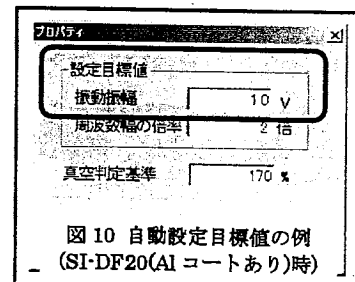 プロパティ
設定目標値
振動振幅 10 V
周波数幅の倍率 2 倍
真空判定基準 170 %
図 10 自動設定目標値の例
(SI-DF20(Alコートあり)時)